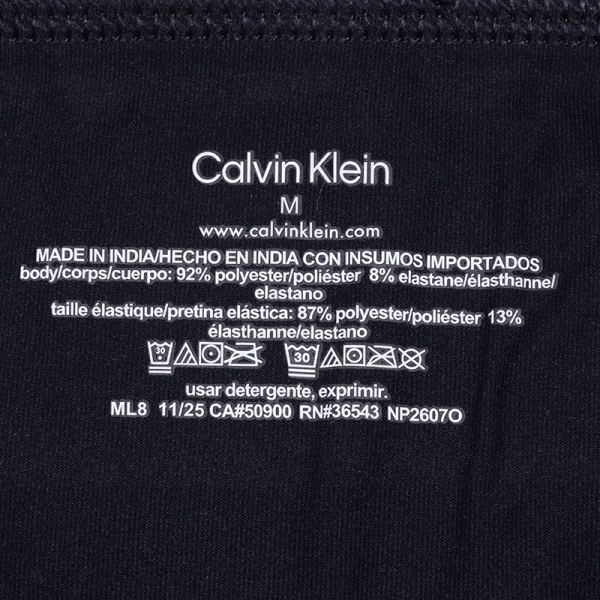 Calvin Klein
M
www.calvinklein.com
MADE IN INDIA/HECHO EN INDIA CON INSUMOS IMPORTADOS
body/corps/cuerpo: 92% polyester/poliéster 8% elastane/élasthanne/
elastano
taille élastique/pretina elástica: 87% polyester/poliéster 13%
élasthanne/elastano
30 30
usar detergente, exprimir.
ML8 11/25 CA#50900 RN#36543 NP2607O